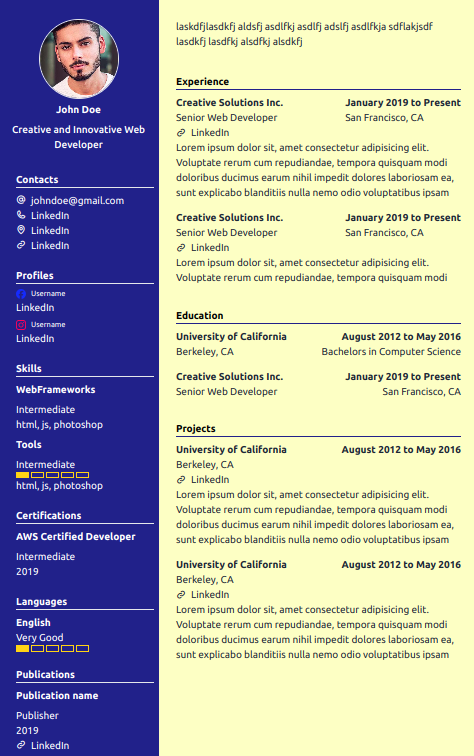 John Doe
Creative and Innovative Web
Developer
Contacts
johndoe@gmail.com
LinkedIn
LinkedIn
LinkedIn
Profiles
Username
LinkedIn
Username
LinkedIn
Skills
WebFrameworks
Intermediate
html, js, photoshop
Tools
Intermediate
html, js, photoshop
Certifications
AWS Certified Developer
Intermediate
2019
Languages
English
Very Good
Publications
Publication name
Publisher
2019
LinkedIn
laskdfjlasdkfj aldsfj asdlfkj asdlfj adslfj asdlfkja sdflakjsdf
lasdkfj lasdfkj alsdfkj alsdkfj
Experience
Creative Solutions Inc. January 2019 to Present
Senior Web Developer San Francisco, CA
LinkedIn
Lorem ipsum dolor sit, amet consectetur adipisicing elit.
Voluptate rerum cum repudiandae, tempora quisquam modi
doloribus ducimus earum nihil impedit dolores laboriosam ea,
sunt explicabo blanditiis nulla nemo odio voluptatibus ipsam
Creative Solutions Inc. January 2019 to Present
Senior Web Developer San Francisco, CA
LinkedIn
Lorem ipsum dolor sit, amet consectetur adipisicing elit.
Voluptate rerum cum repudiandae, tempora quisquam modi
Education
University of California August 2012 to May 2016
Berkeley, CA Bachelors in Computer Science
Creative Solutions Inc. January 2019 to Present
Senior Web Developer San Francisco, CA
Projects
University of California August 2012 to May 2016
Berkeley, CA
LinkedIn
Lorem ipsum dolor sit, amet consectetur adipisicing elit.
Voluptate rerum cum repudiandae, tempora quisquam modi
doloribus ducimus earum nihil impedit dolores laboriosam ea,
sunt explicabo blanditiis nulla nemo odio voluptatibus ipsam
University of California August 2012 to May 2016
Berkeley, CA
LinkedIn
Lorem ipsum dolor sit, amet consectetur adipisicing elit.
Voluptate rerum cum repudiandae, tempora quisquam modi
doloribus ducimus earum nihil impedit dolores laboriosam ea,
sunt explicabo blanditiis nulla nemo odio voluptatibus ipsam